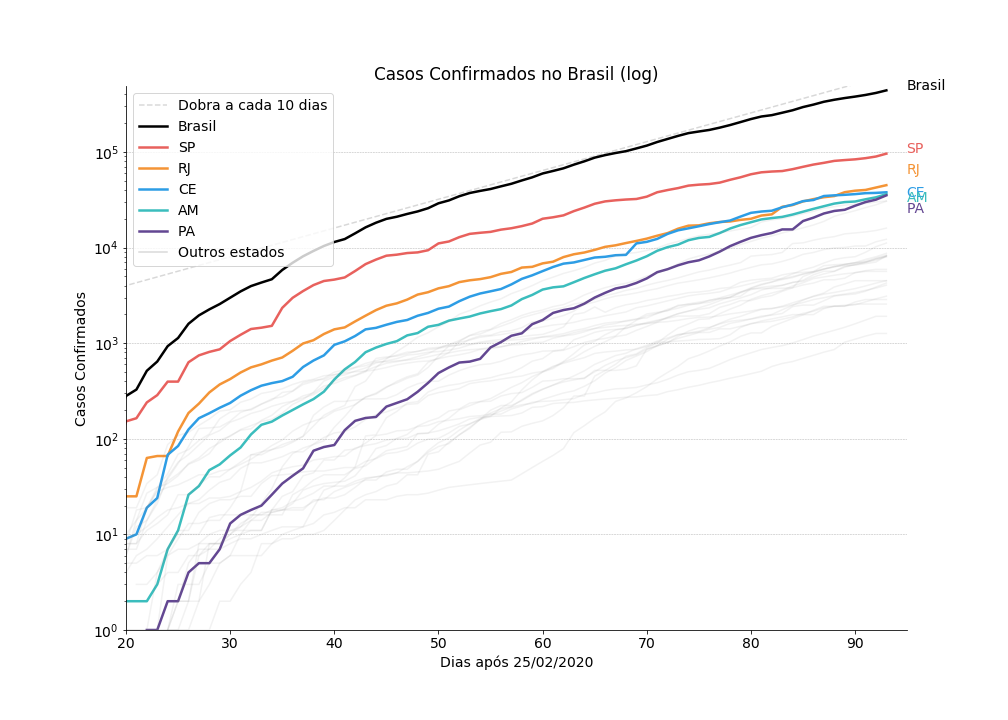 Casos Confirmados no Brasil (log)
Dobra a cada 10 dias
Brasil
SP
RJ
CE
AM
PA
Outros estados
Brasil
SP
RJ
CE
AM
PA
10^5
10^4
10^3
10^2
10^1
10^0
Casos Confirmados
20 30 40 50 60 70 80 90
Dias após 25/02/2020